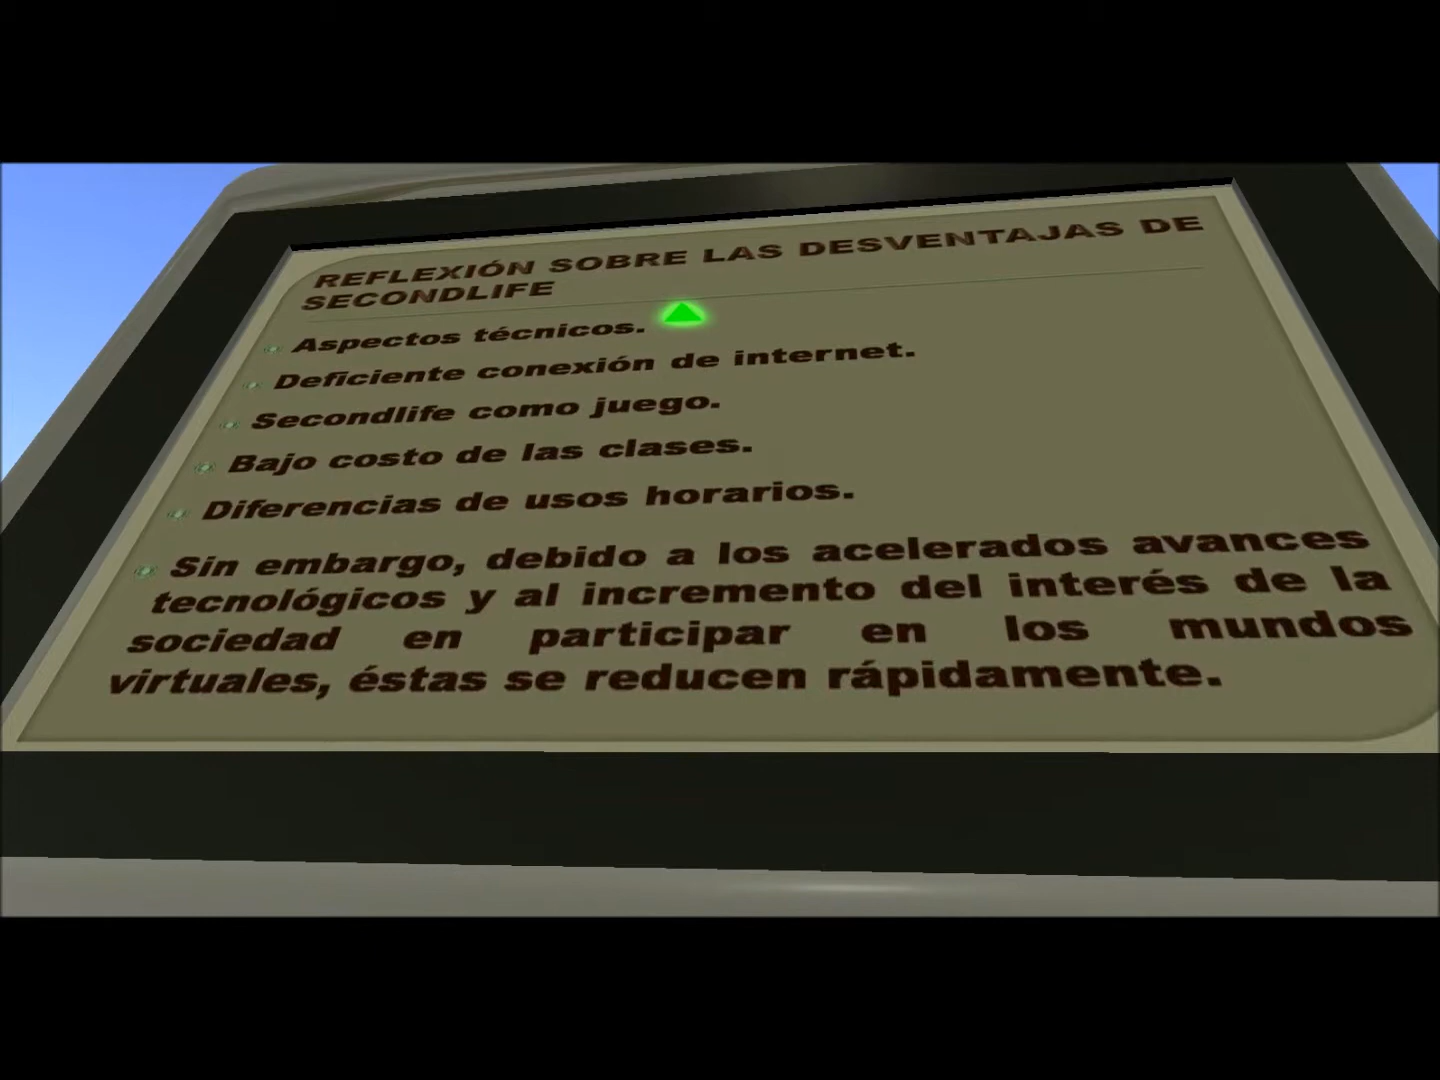 REFLEXIÓN SOBRE LAS DESVENTAJAS DE
SECONDLIFE
Aspectos técnicos.
Deficiente conexión de internet.
Secondlife como juego.
Bajo costo de las clases.
Diferencias de usos horarios.
Sin embargo, debido a los acelerados avances
tecnológicos y al incremento del interés de la
sociedad en participar en los mundos
virtuales, éstas se reducen rápidamente.